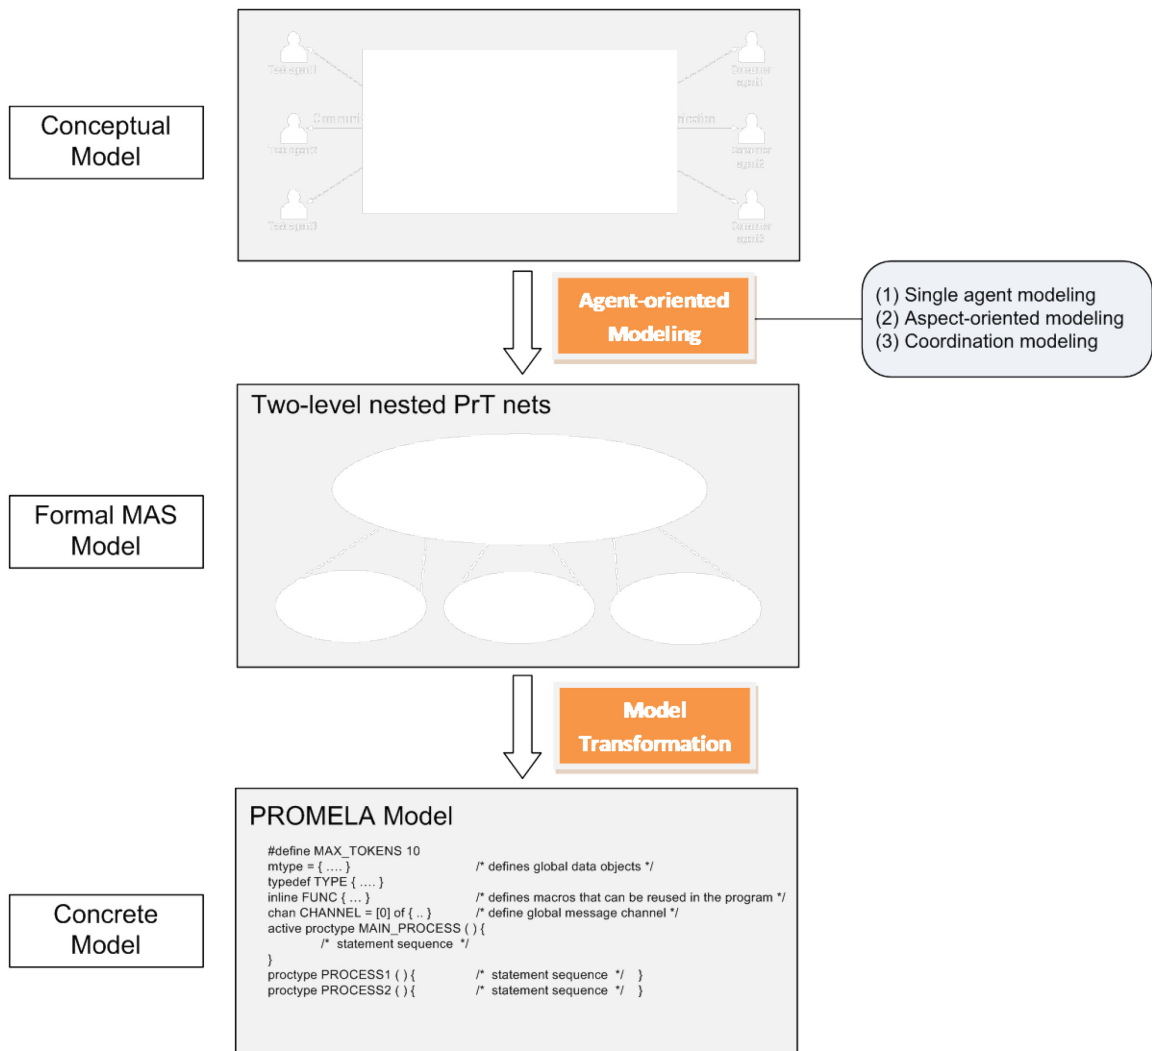 Conceptual
Model
Agent-oriented
Modeling
(1) Single agent modeling
(2) Aspect-oriented modeling
(3) Coordination modeling
Two-level nested PrT nets
Formal MAS
Model
Model
Transformation
PROMELA Model
#define MAX_TOKENS 10
mtype = { .... } /* defines global data objects */
typedef TYPE { .... }
inline FUNC { ... } /* defines macros that can be reused in the program */
chan CHANNEL = [0] of { .. } /* define global message channel */
active proctype MAIN_PROCESS ( ) {
/* statement sequence */
}
proctype PROCESS1 ( ) { /* statement sequence */ }
proctype PROCESS2 ( ) { /* statement sequence */ }
Concrete
Model